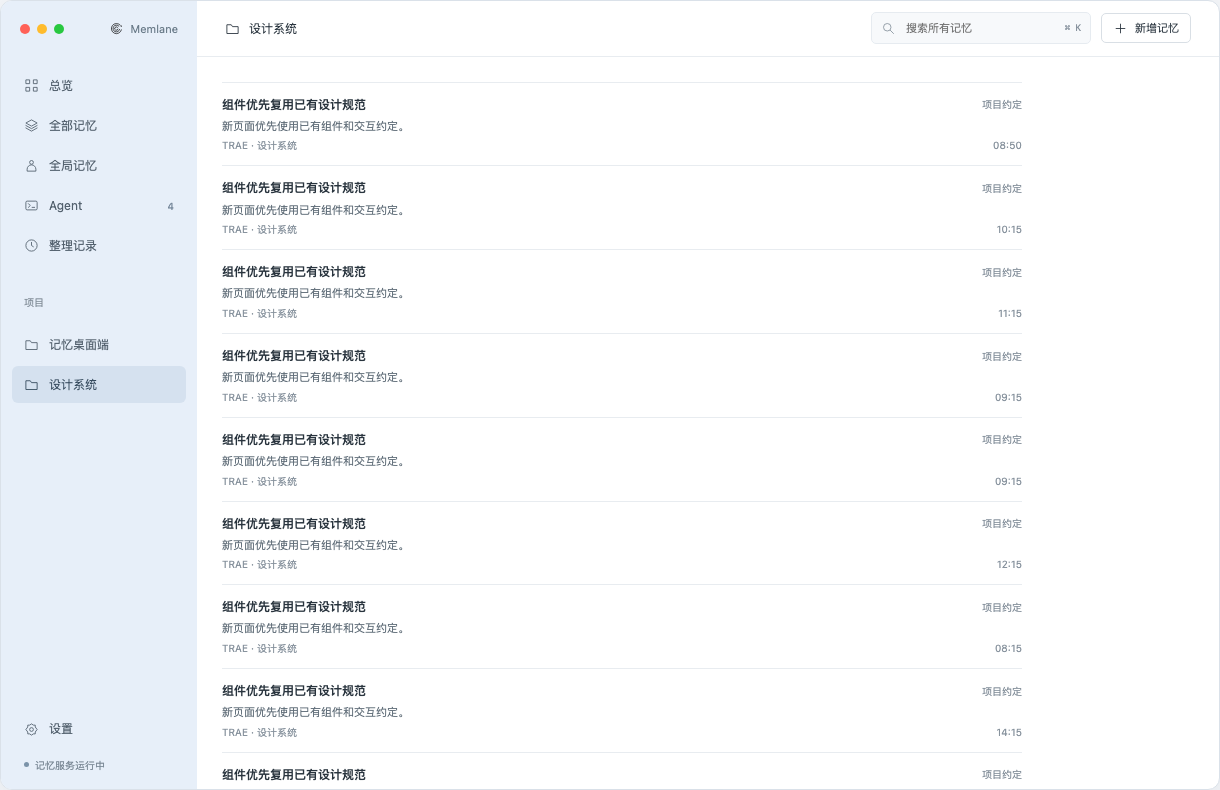 Memlane
总览
全部记忆
全局记忆
Agent 4
整理记录
项目
记忆桌面端
设计系统
设置
记忆服务运行中
设计系统
搜索所有记忆 ⌘ K
新增记忆
组件优先复用已有设计规范 项目约定
新页面优先使用已有组件和交互约定。
TRAE · 设计系统 08:50
组件优先复用已有设计规范 项目约定
新页面优先使用已有组件和交互约定。
TRAE · 设计系统 10:15
组件优先复用已有设计规范 项目约定
新页面优先使用已有组件和交互约定。
TRAE · 设计系统 11:15
组件优先复用已有设计规范 项目约定
新页面优先使用已有组件和交互约定。
TRAE · 设计系统 09:15
组件优先复用已有设计规范 项目约定
新页面优先使用已有组件和交互约定。
TRAE · 设计系统 09:15
组件优先复用已有设计规范 项目约定
新页面优先使用已有组件和交互约定。
TRAE · 设计系统 12:15
组件优先复用已有设计规范 项目约定
新页面优先使用已有组件和交互约定。
TRAE · 设计系统 08:15
组件优先复用已有设计规范 项目约定
新页面优先使用已有组件和交互约定。
TRAE · 设计系统 14:15
组件优先复用已有设计规范 项目约定